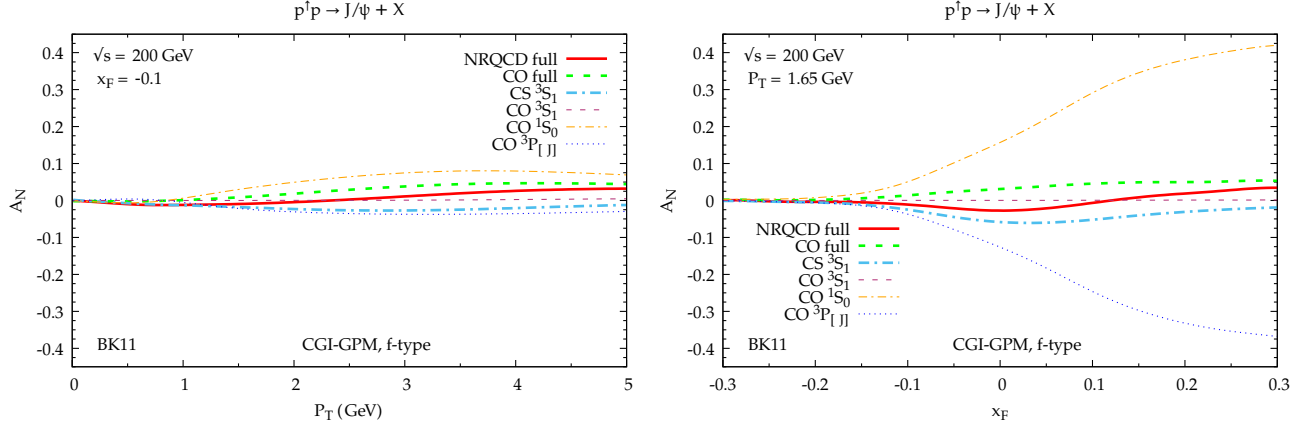 p↑p → J/ψ + X
√s = 200 GeV
x_F = -0.1
NRQCD full
CO full
CS ³S₁
CO ³S₁
CO ¹S₀
CO ³P[J]
BK11
CGI-GPM, f-type
A_N
0.4
0.3
0.2
0.1
0
-0.1
-0.2
-0.3
-0.4
0 1 2 3 4 5
P_T (GeV)
p↑p → J/ψ + X
√s = 200 GeV
P_T = 1.65 GeV
NRQCD full
CO full
CS ³S₁
CO ³S₁
CO ¹S₀
CO ³P[J]
BK11
CGI-GPM, f-type
A_N
0.4
0.3
0.2
0.1
0
-0.1
-0.2
-0.3
-0.4
-0.3 -0.2 -0.1 0 0.1 0.2 0.3
x_F